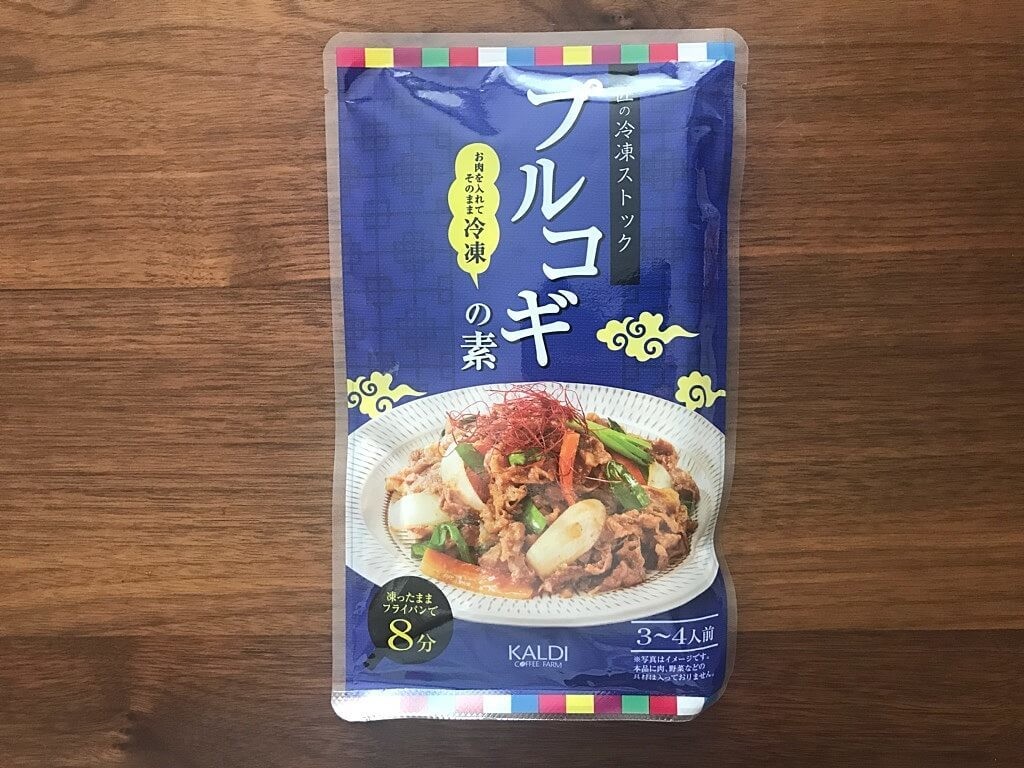 匠の冷凍ストック
プルコギ
の素
お肉を入れて
そのまま
冷凍
凍ったまま
フライパンで
8分
KALDI
COFFEE FARM
3〜4人前
※写真はイメージです。
本品に肉、野菜などの
具材は入っておりません。